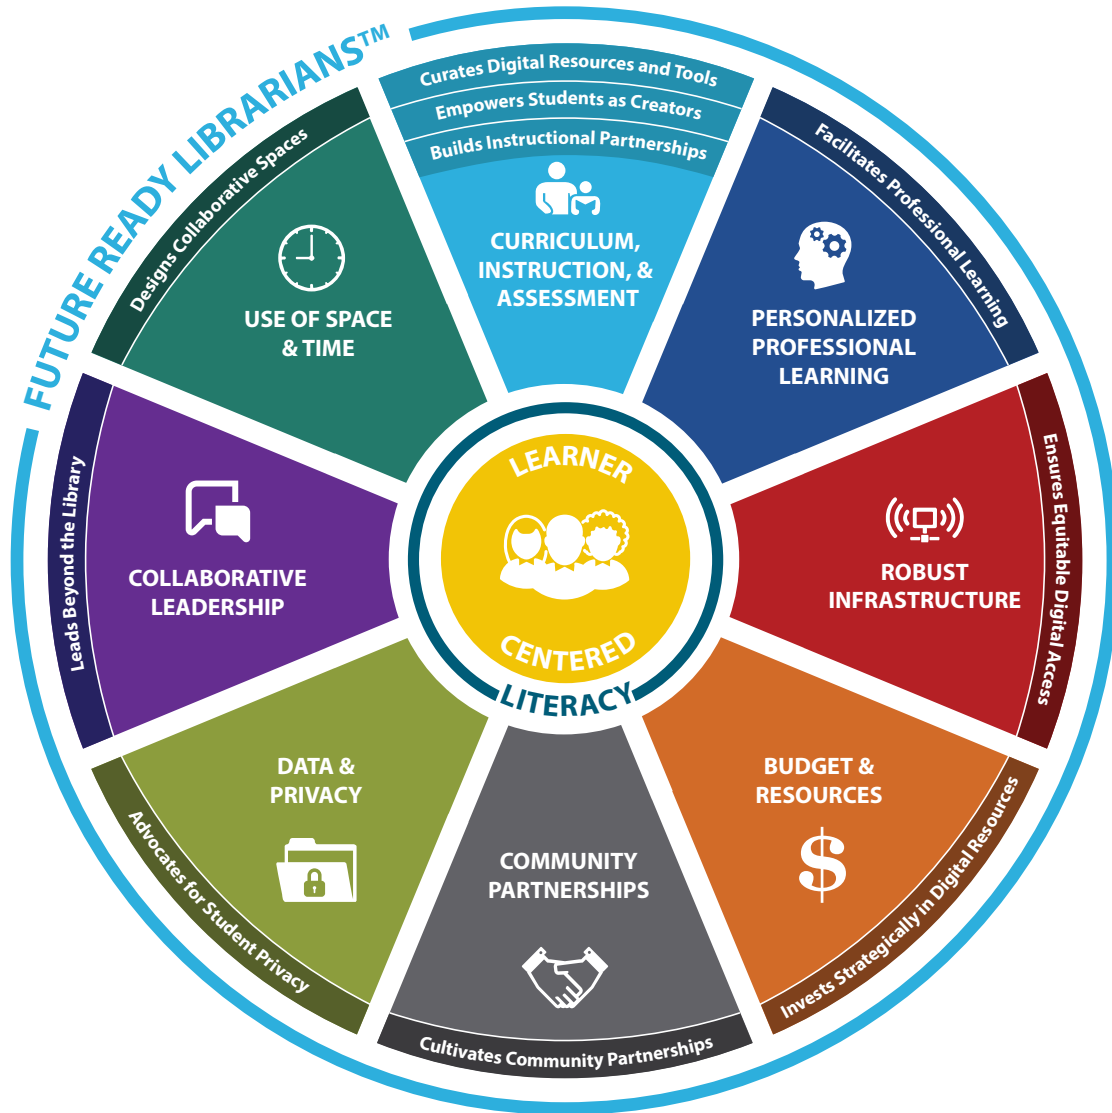 FUTURE READY LIBRARIANS™
Curates Digital Resources and Tools
Empowers Students as Creators
Builds Instructional Partnerships
CURRICULUM,
INSTRUCTION, &
ASSESSMENT
Facilitates Professional Learning
PERSONALIZED
PROFESSIONAL
LEARNING
Ensures Equitable Digital Access
ROBUST
INFRASTRUCTURE
Invests Strategically in Digital Resources
BUDGET &
RESOURCES
$
Cultivates Community Partnerships
COMMUNITY
PARTNERSHIPS
Advocates for Student Privacy
DATA &
PRIVACY
Leads Beyond the Library
COLLABORATIVE
LEADERSHIP
Designs Collaborative Spaces
USE OF SPACE
& TIME
LEARNER
CENTERED
LITERACY